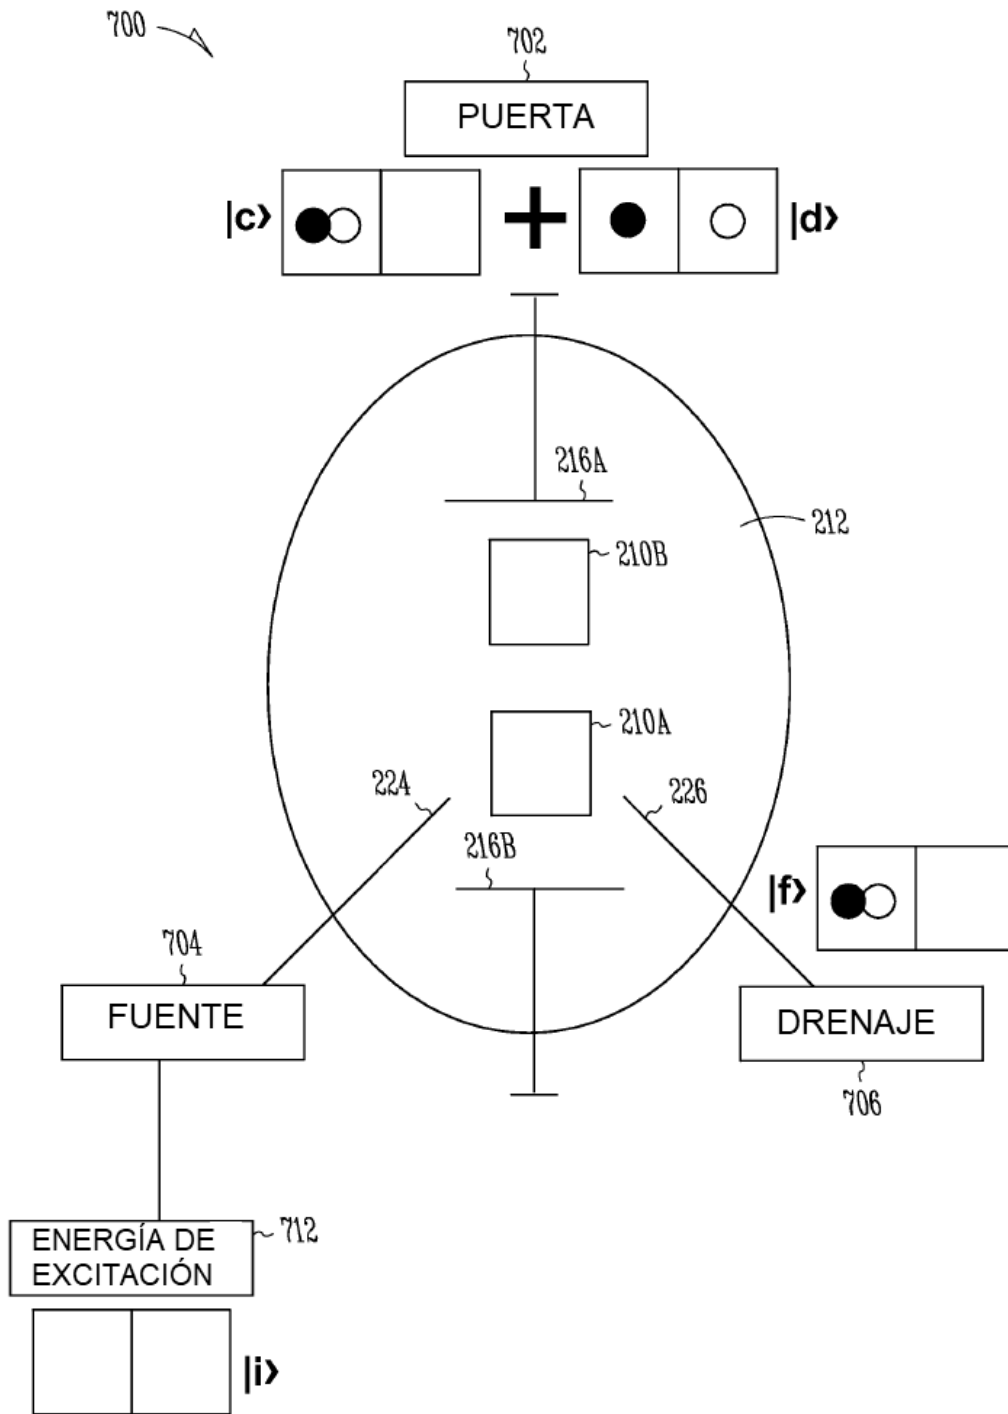 700
702
PUERTA
|c⟩
+
|d⟩
216A
212
210B
210A
224
226
216B
|f⟩
704
FUENTE
DRENAJE
706
712
ENERGÍA DE
EXCITACIÓN
|i⟩